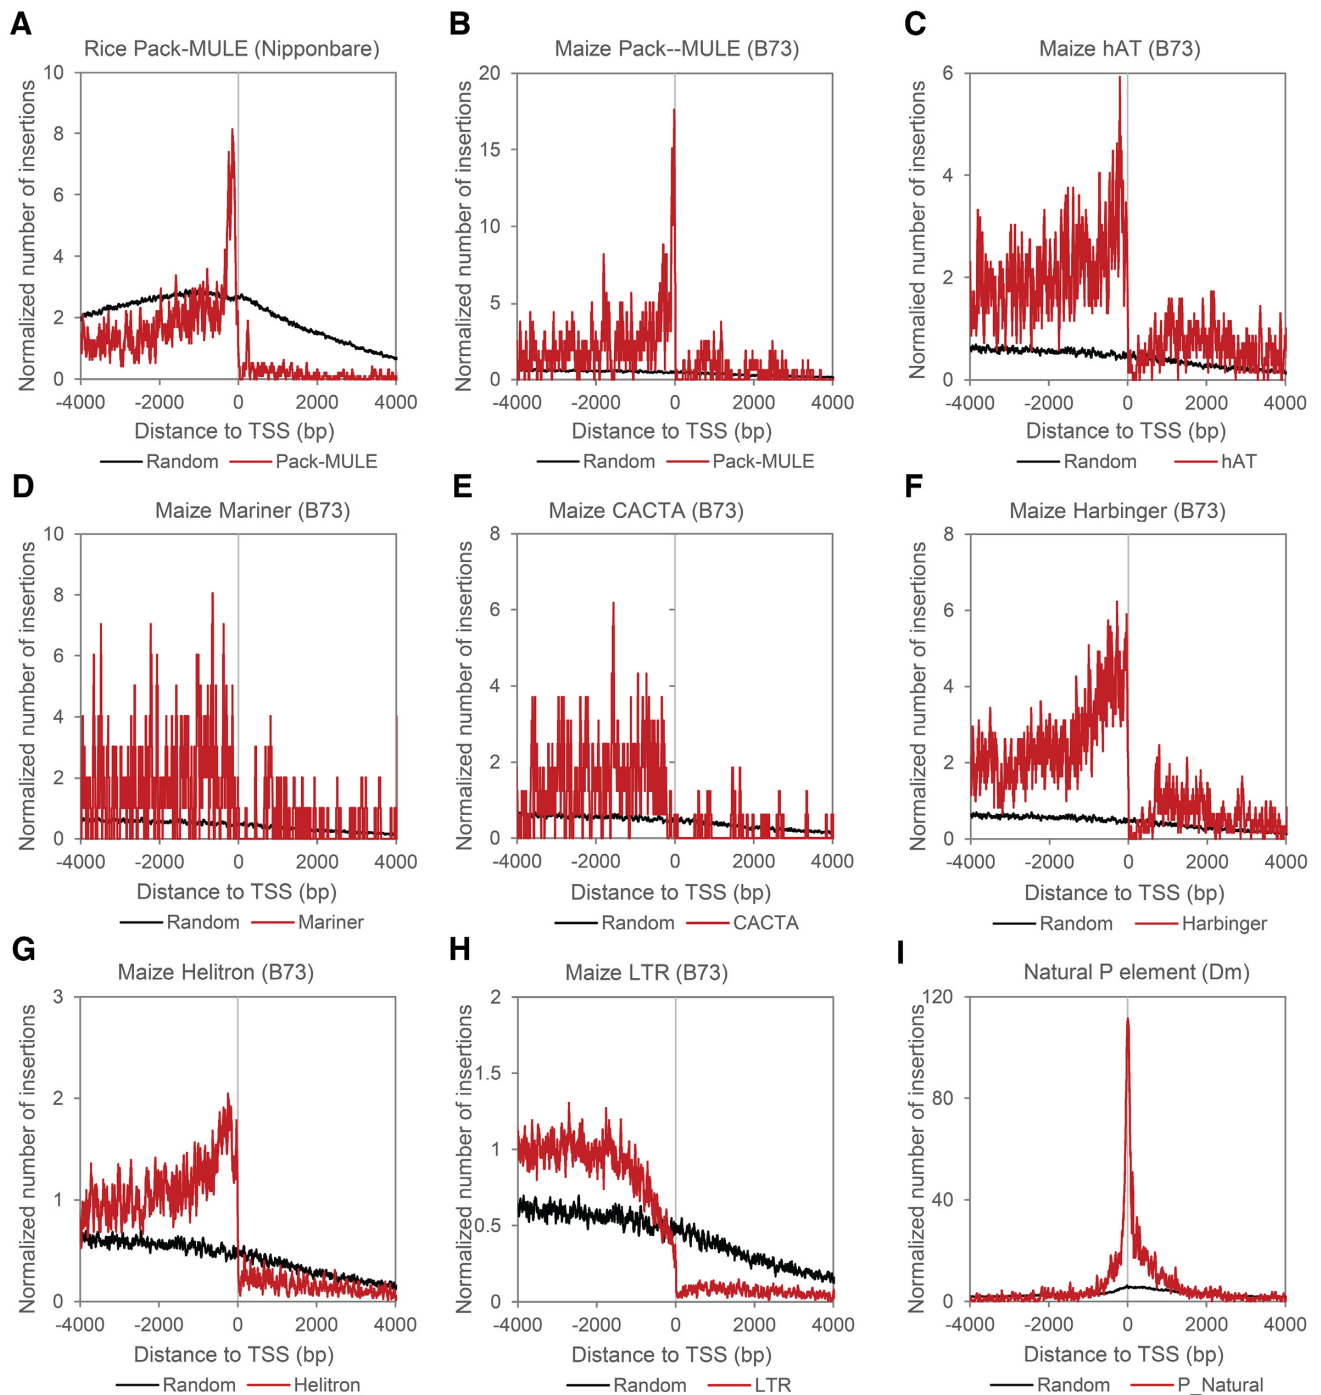 A
Rice Pack-MULE (Nipponbare)
Normalized number of insertions
10
8
6
4
2
0
-4000 -2000 0 2000 4000
Distance to TSS (bp)
Random Pack-MULE
B
Maize Pack--MULE (B73)
Normalized number of insertions
20
15
10
5
0
-4000 -2000 0 2000 4000
Distance to TSS (bp)
Random Pack-MULE
C
Maize hAT (B73)
Normalized number of insertions
6
4
2
0
-4000 -2000 0 2000 4000
Distance to TSS (bp)
Random hAT
D
Maize Mariner (B73)
Normalized number of insertions
10
8
6
4
2
0
-4000 -2000 0 2000 4000
Distance to TSS (bp)
Random Mariner
E
Maize CACTA (B73)
Normalized number of insertions
8
6
4
2
0
-4000 -2000 0 2000 4000
Distance to TSS (bp)
Random CACTA
F
Maize Harbinger (B73)
Normalized number of insertions
8
6
4
2
0
-4000 -2000 0 2000 4000
Distance to TSS (bp)
Random Harbinger
G
Maize Helitron (B73)
Normalized number of insertions
3
2
1
0
-4000 -2000 0 2000 4000
Distance to TSS (bp)
Random Helitron
H
Maize LTR (B73)
Normalized number of insertions
2
1.5
1
0.5
0
-4000 -2000 0 2000 4000
Distance to TSS (bp)
Random LTR
I
Natural P element (Dm)
Normalized number of insertions
120
80
40
0
-4000 -2000 0 2000 4000
Distance to TSS (bp)
Random P_Natural